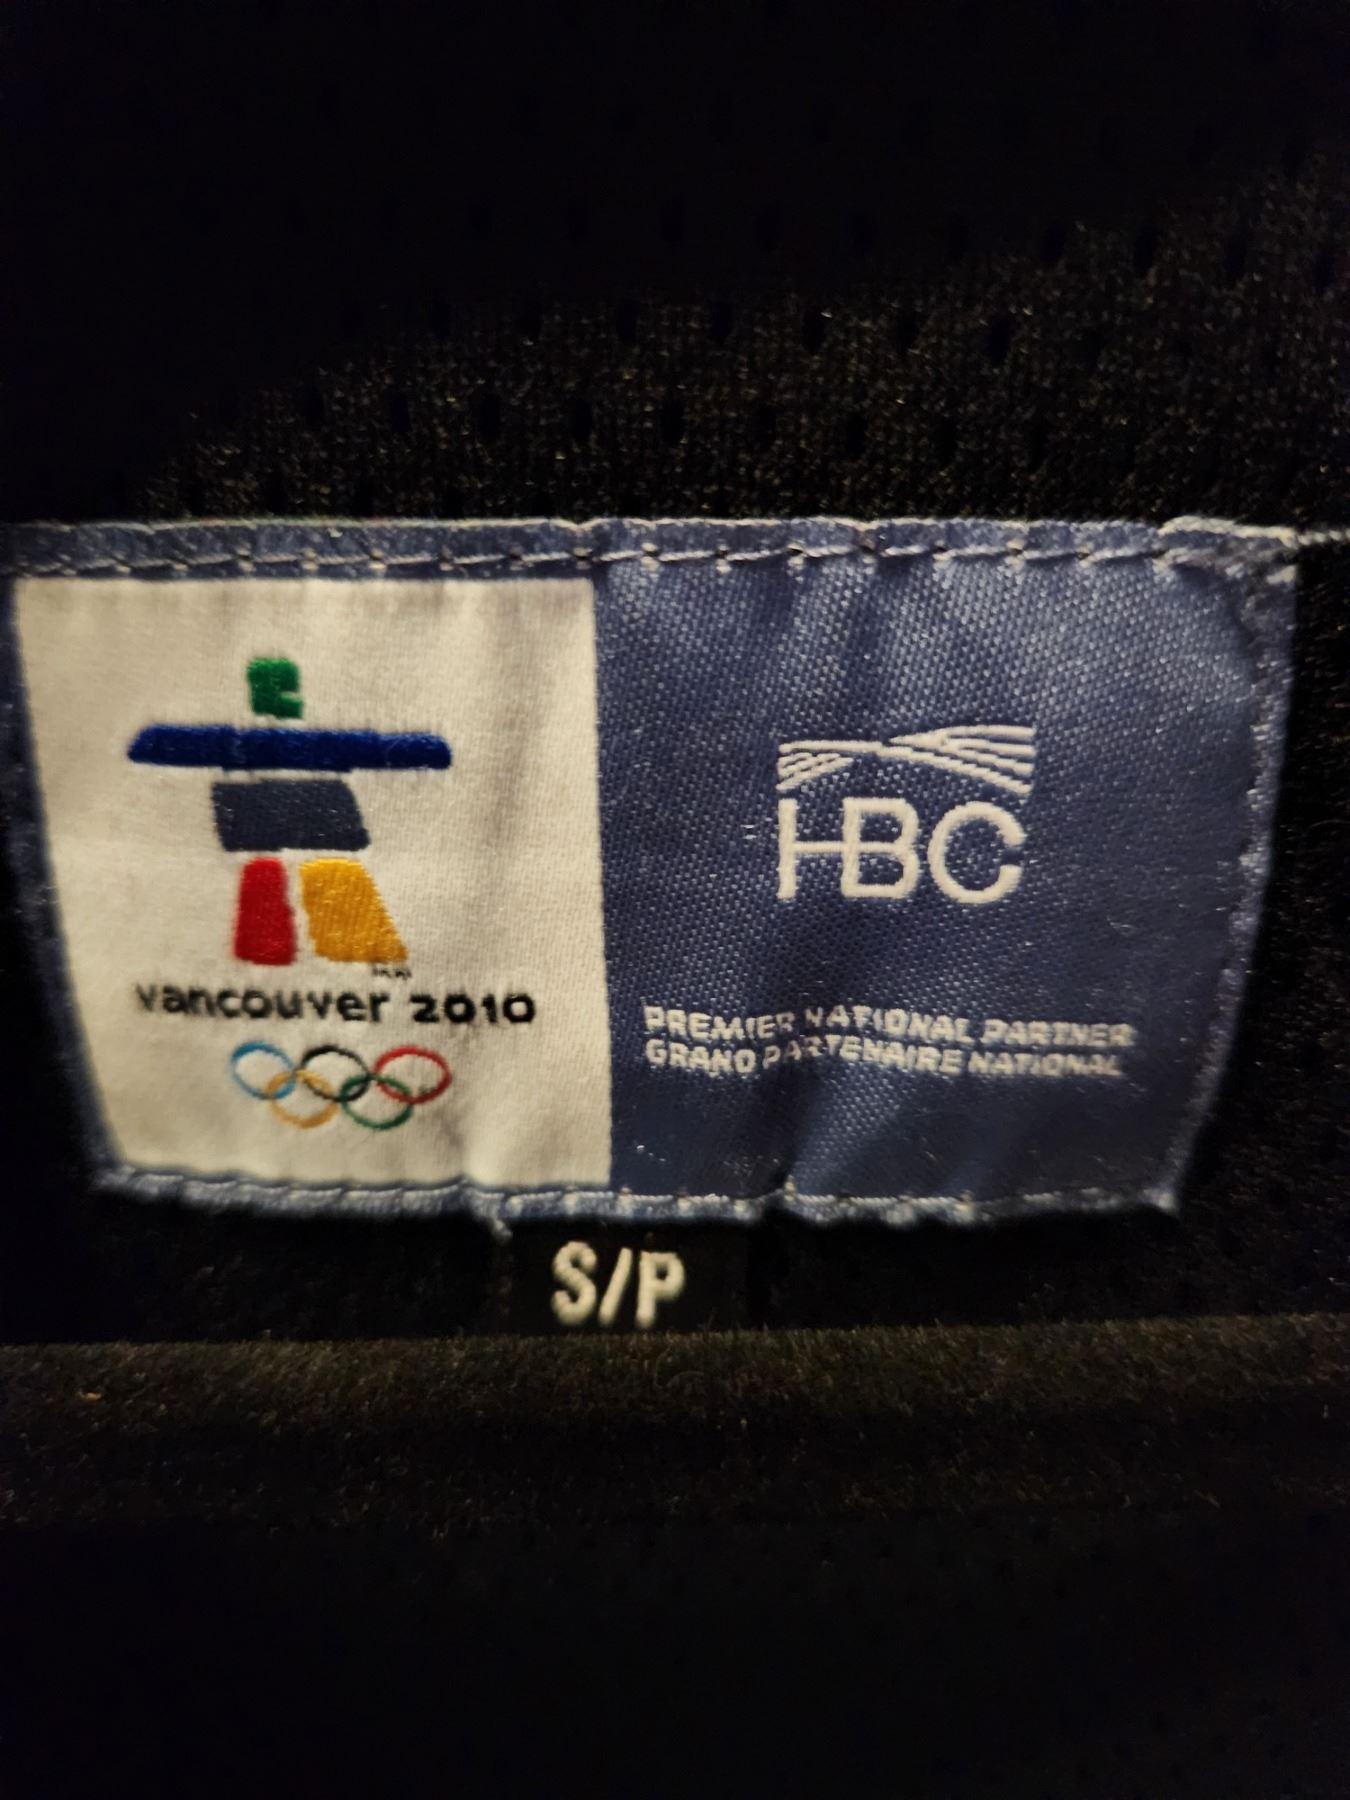 vancouver 2010
HBC
PREMIER NATIONAL PARTNER
GRAND PARTENAIRE NATIONAL
S/P